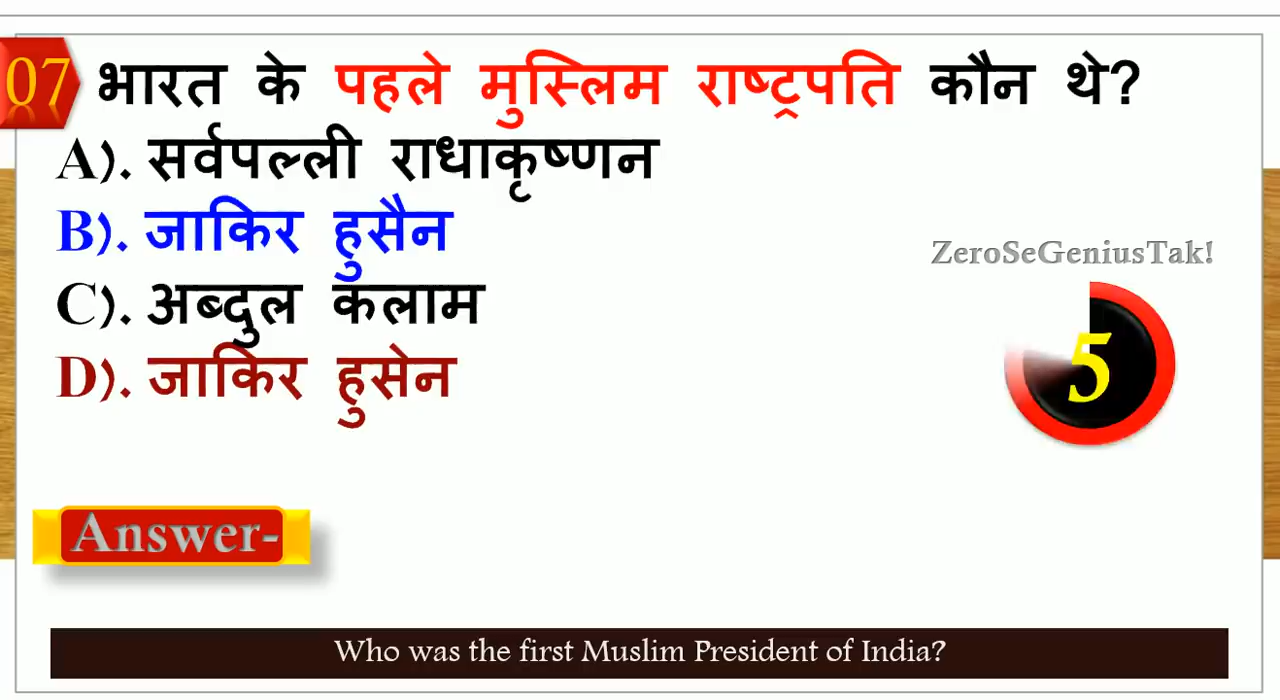 07 भारत के पहले मुस्लिम राष्ट्रपति कौन थे?
A). सर्वपल्ली राधाकृष्णन
B). जाकिर हुसैन
ZeroSeGeniusTak!
C). अब्दुल कलाम
5
D). जाकिर हुसेन
Answer-
Who was the first Muslim President of India?